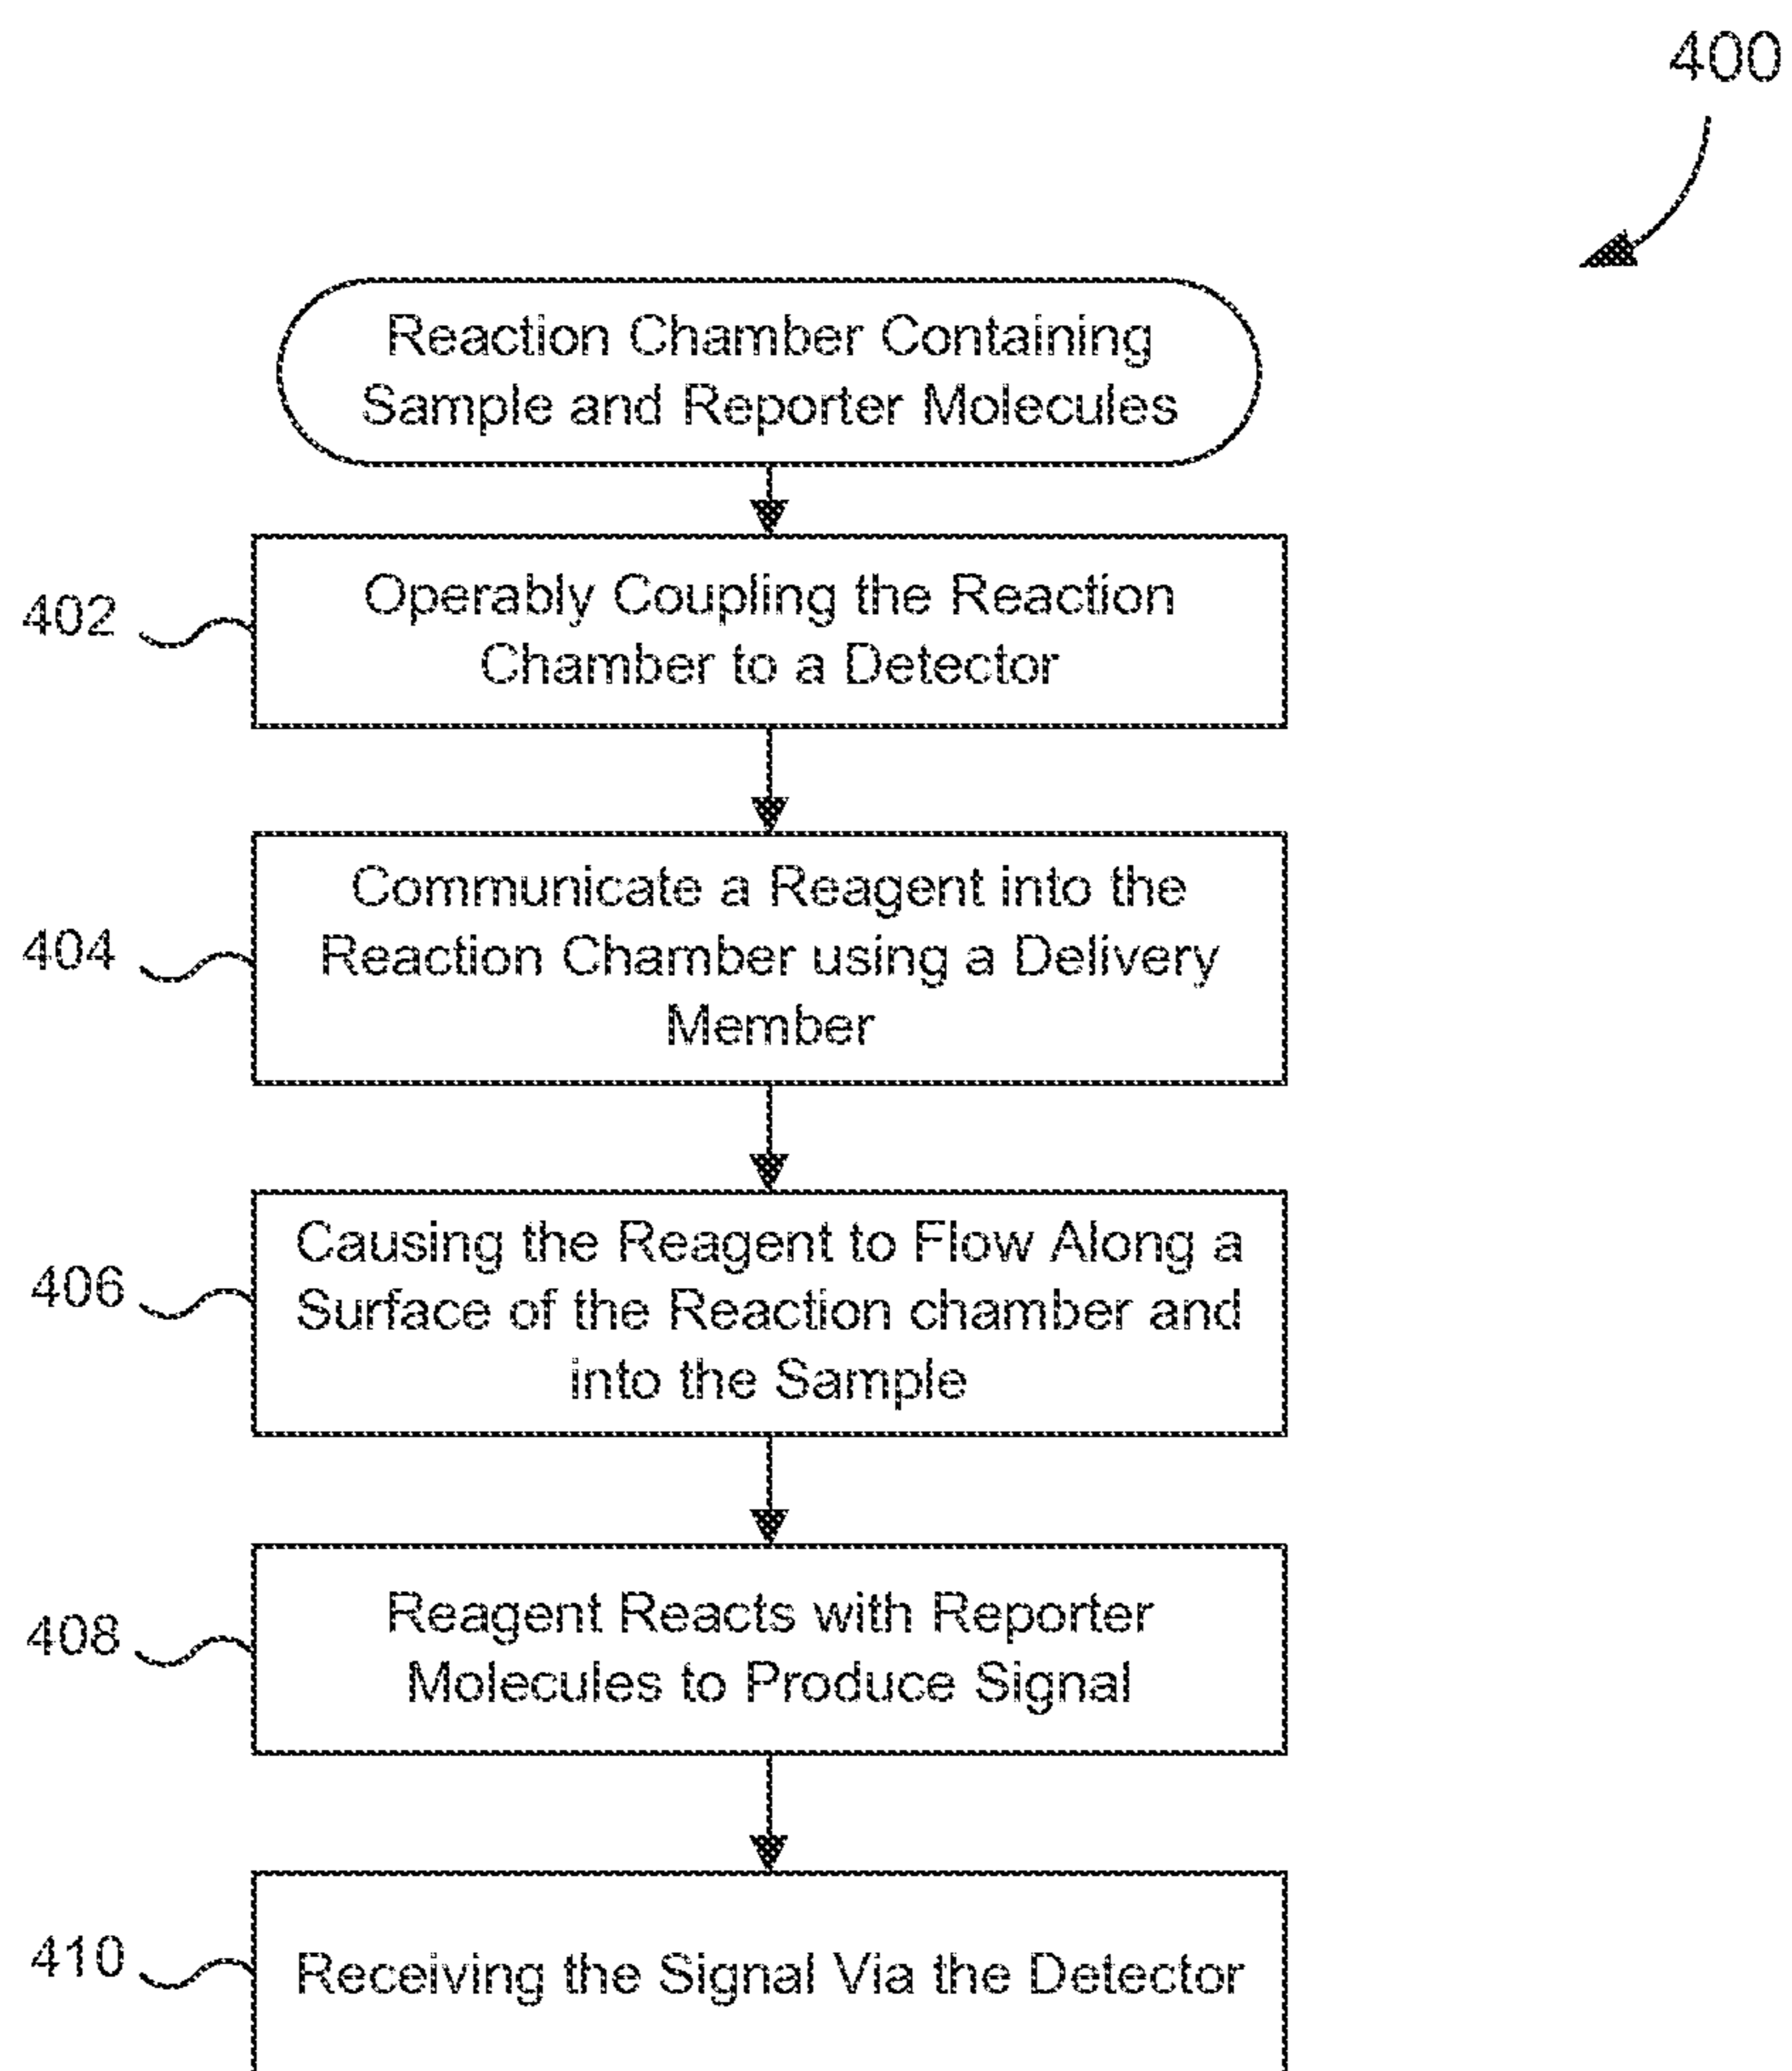 400
Reaction Chamber Containing
Sample and Reporter Molecules
402
Operably Coupling the Reaction
Chamber to a Detector
404
Communicate a Reagent into the
Reaction Chamber using a Delivery
Member
406
Causing the Reagent to Flow Along a
Surface of the Reaction chamber and
into the Sample
408
Reagent Reacts with Reporter
Molecules to Produce Signal
410
Receiving the Signal Via the Detector